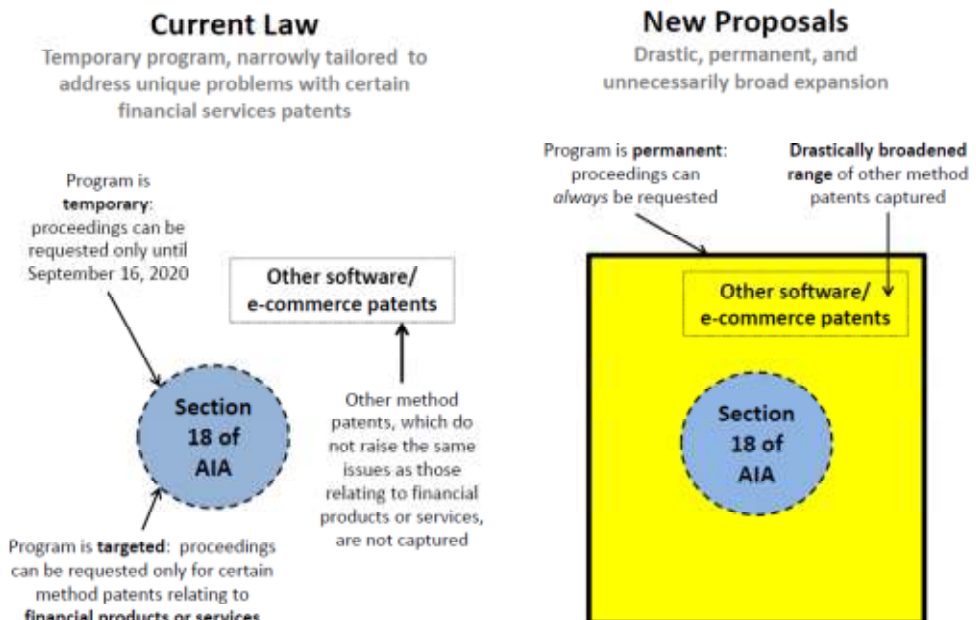 Current Law
Temporary program, narrowly tailored to
address unique problems with certain
financial services patents
Program is
temporary:
proceedings can be
requested only until
September 16, 2020
Other software/
e-commerce patents
Section
18 of
AIA
Other method
patents, which do
not raise the same
issues as those
relating to financial
products or services,
are not captured
Program is targeted: proceedings
can be requested only for certain
method patents relating to
financial products or services
New Proposals
Drastic, permanent, and
unnecessarily broad expansion
Program is permanent:
proceedings can
always be requested
Drastically broadened
range of other method
patents captured
Other software/
e-commerce patents
Section
18 of
AIA